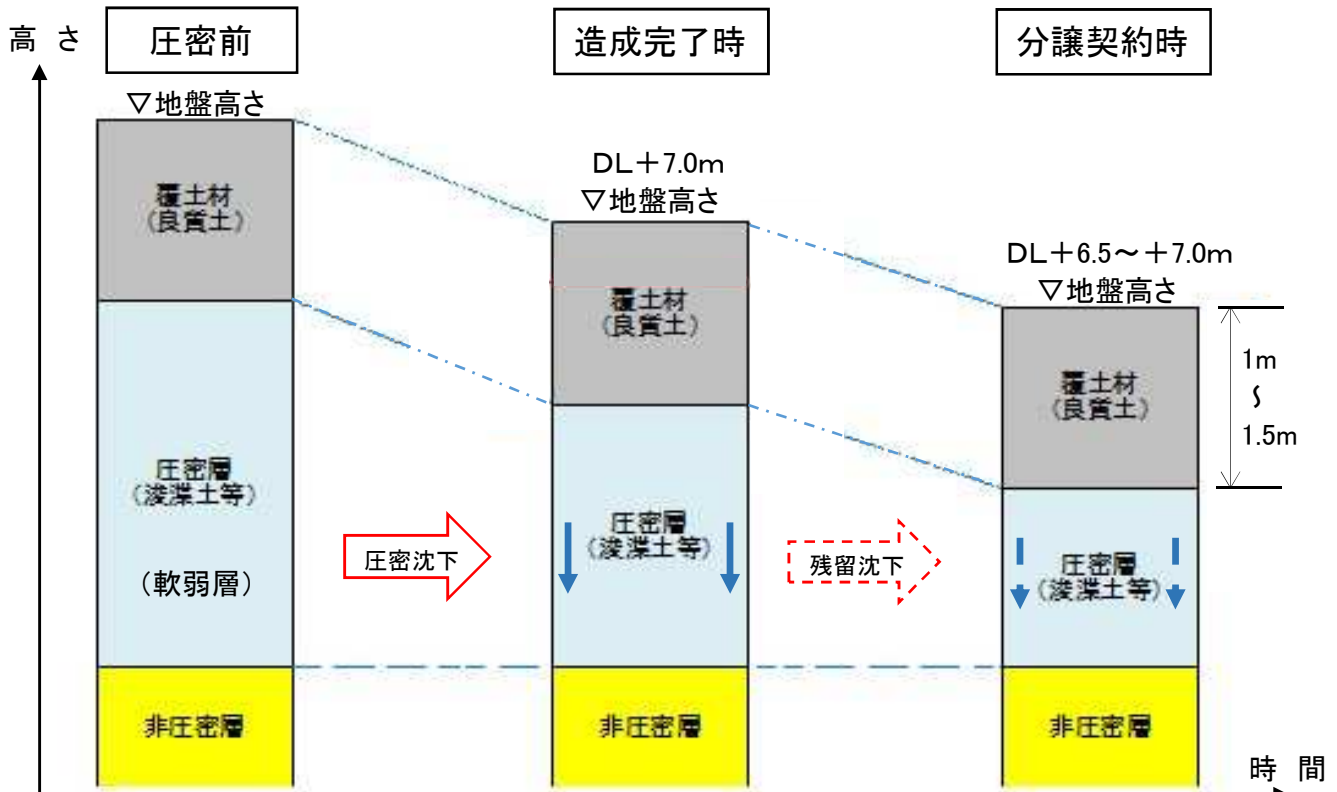 高 さ
圧密前
造成完了時
分譲契約時
▽地盤高さ
DL+7.0m
▽地盤高さ
DL+6.5～+7.0m
▽地盤高さ
覆土材
(良質土)
覆土材
(良質土)
覆土材
(良質土)
1m
～
1.5m
圧密層
(浚渫土等)
(軟弱層)
圧密沈下
圧密層
(浚渫土等)
残留沈下
圧密層
(浚渫土等)
非圧密層
非圧密層
非圧密層
時 間